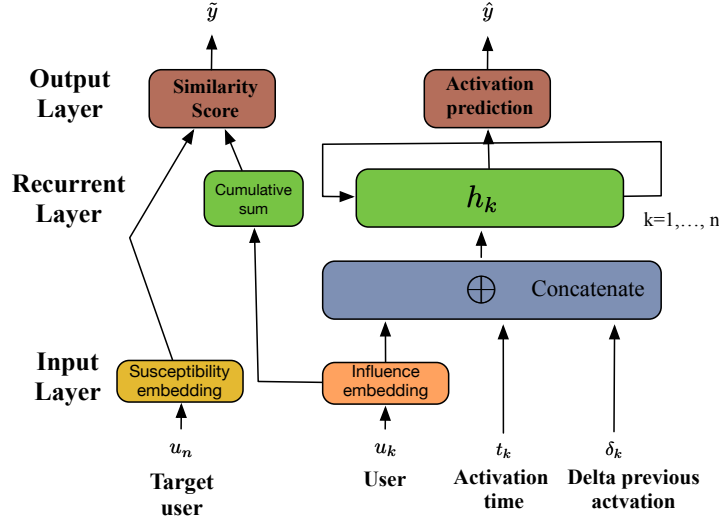 ỹ
ŷ
Output
Layer
Similarity
Score
Activation
prediction
Recurrent
Layer
Cumulative
sum
h_k
k=1,…, n
⊕ Concatenate
Input
Layer
Susceptibility
embedding
Influence
embedding
u_n
u_k
t_k
δ_k
Target
user
User
Activation
time
Delta previous
actvation